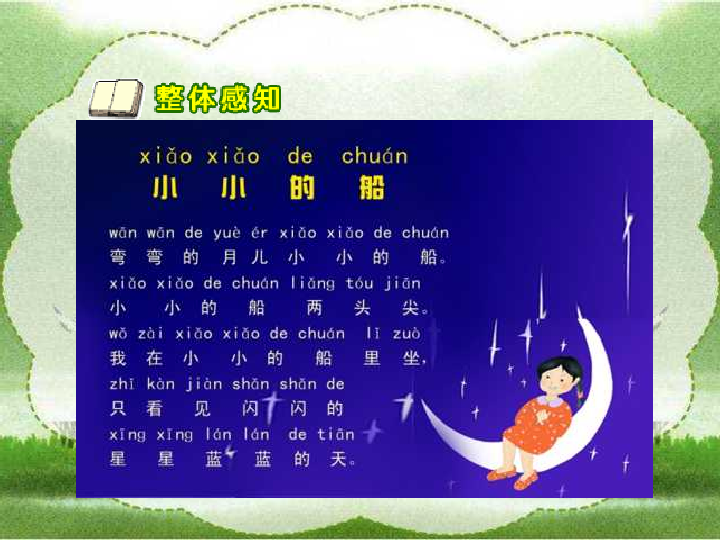 整体感知
xiǎo xiǎo de chuán
小 小 的 船
wān wān de yuè ér xiǎo xiǎo de chuán
弯 弯 的 月 儿 小 小 的 船。
xiǎo xiǎo de chuán liǎng tóu jiān
小 小 的 船 两 头 尖。
wǒ zài xiǎo xiǎo de chuán lǐ zuò
我 在 小 小 的 船 里 坐，
zhǐ kàn jiàn shǎn shǎn de
只 看 见 闪 闪 的
xīng xīng lán lán de tiān
星 星 蓝 蓝 的 天。